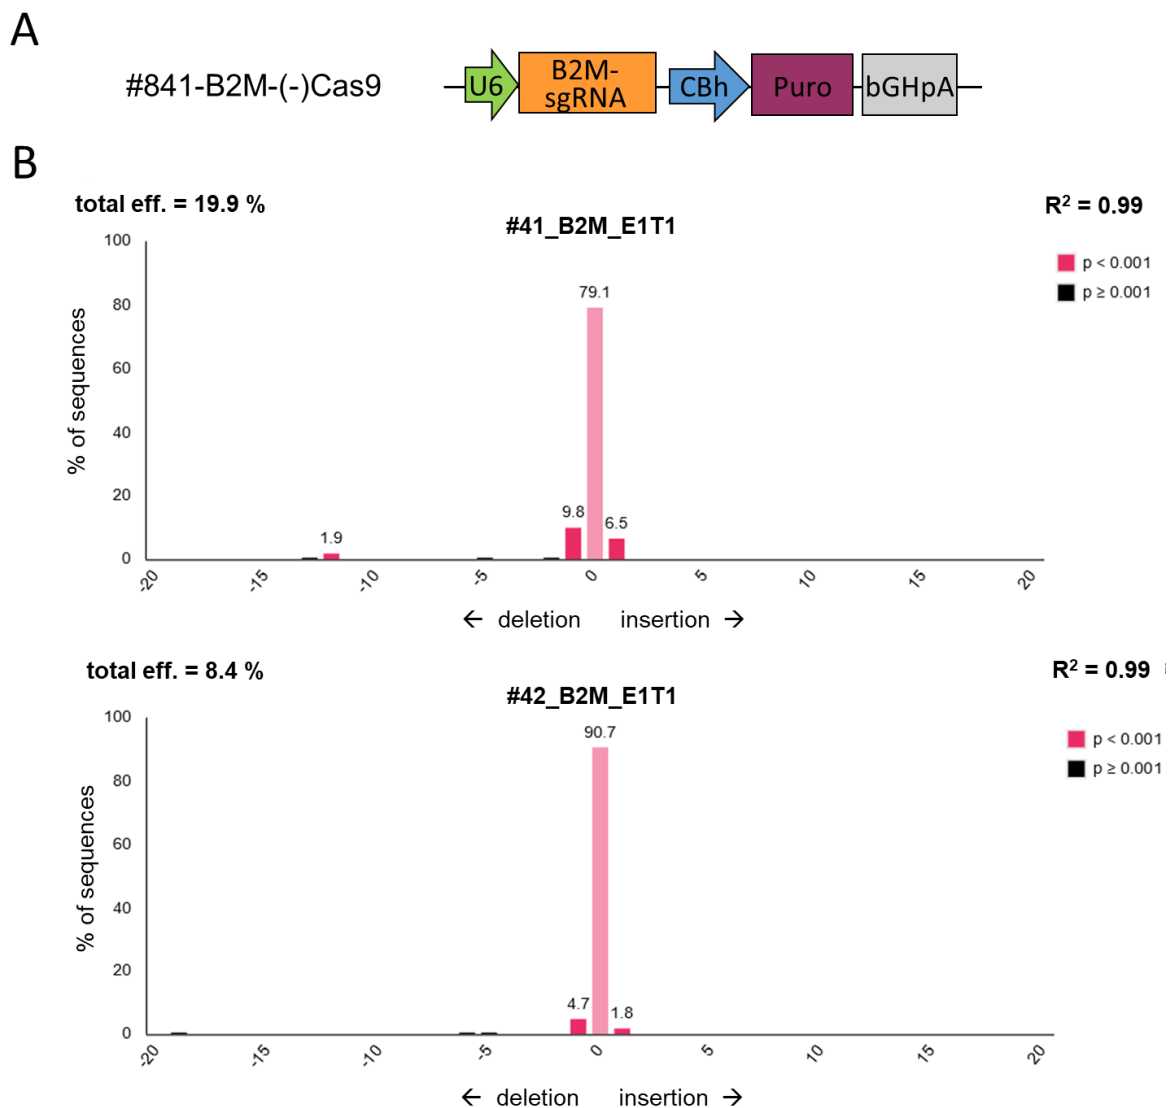 A
#841-B2M-(-)Cas9
U6
B2M-
sgRNA
CBh
Puro
bGHpA
B
total eff. = 19.9 %
R² = 0.99
#41_B2M_E1T1
p < 0.001
p ≥ 0.001
% of sequences
100
80
60
40
20
0
79.1
9.8
6.5
1.9
-20
-15
-10
-5
0
5
10
15
20
← deletion insertion →
total eff. = 8.4 %
R² = 0.99
#42_B2M_E1T1
p < 0.001
p ≥ 0.001
% of sequences
100
80
60
40
20
0
90.7
4.7
1.8
-20
-15
-10
-5
0
5
10
15
20
← deletion insertion →